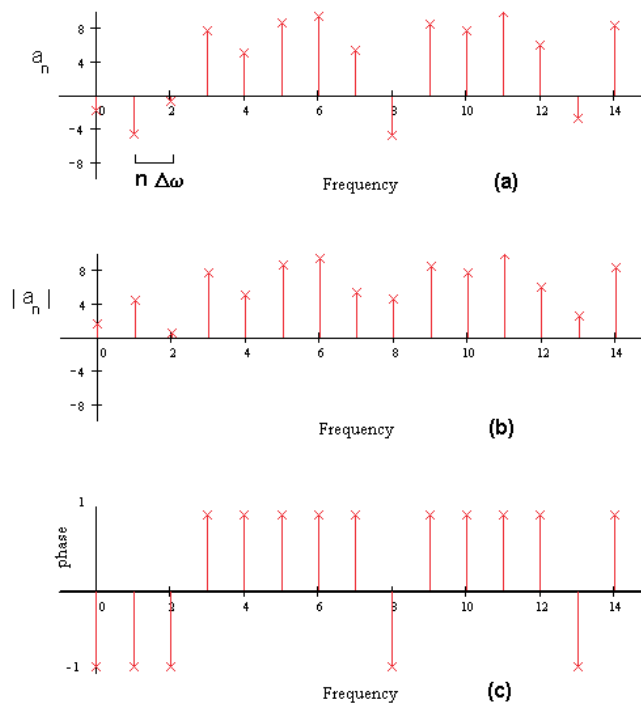 8
4
a_n
0 2 4 6 8 10 12 14
-4
-8
n Δω
Frequency (a)
8
4
| a_n |
0 2 4 6 8 10 12 14
-4
-8
Frequency (b)
1
phase
0 2 4 6 8 10 12 14
-1
Frequency (c)